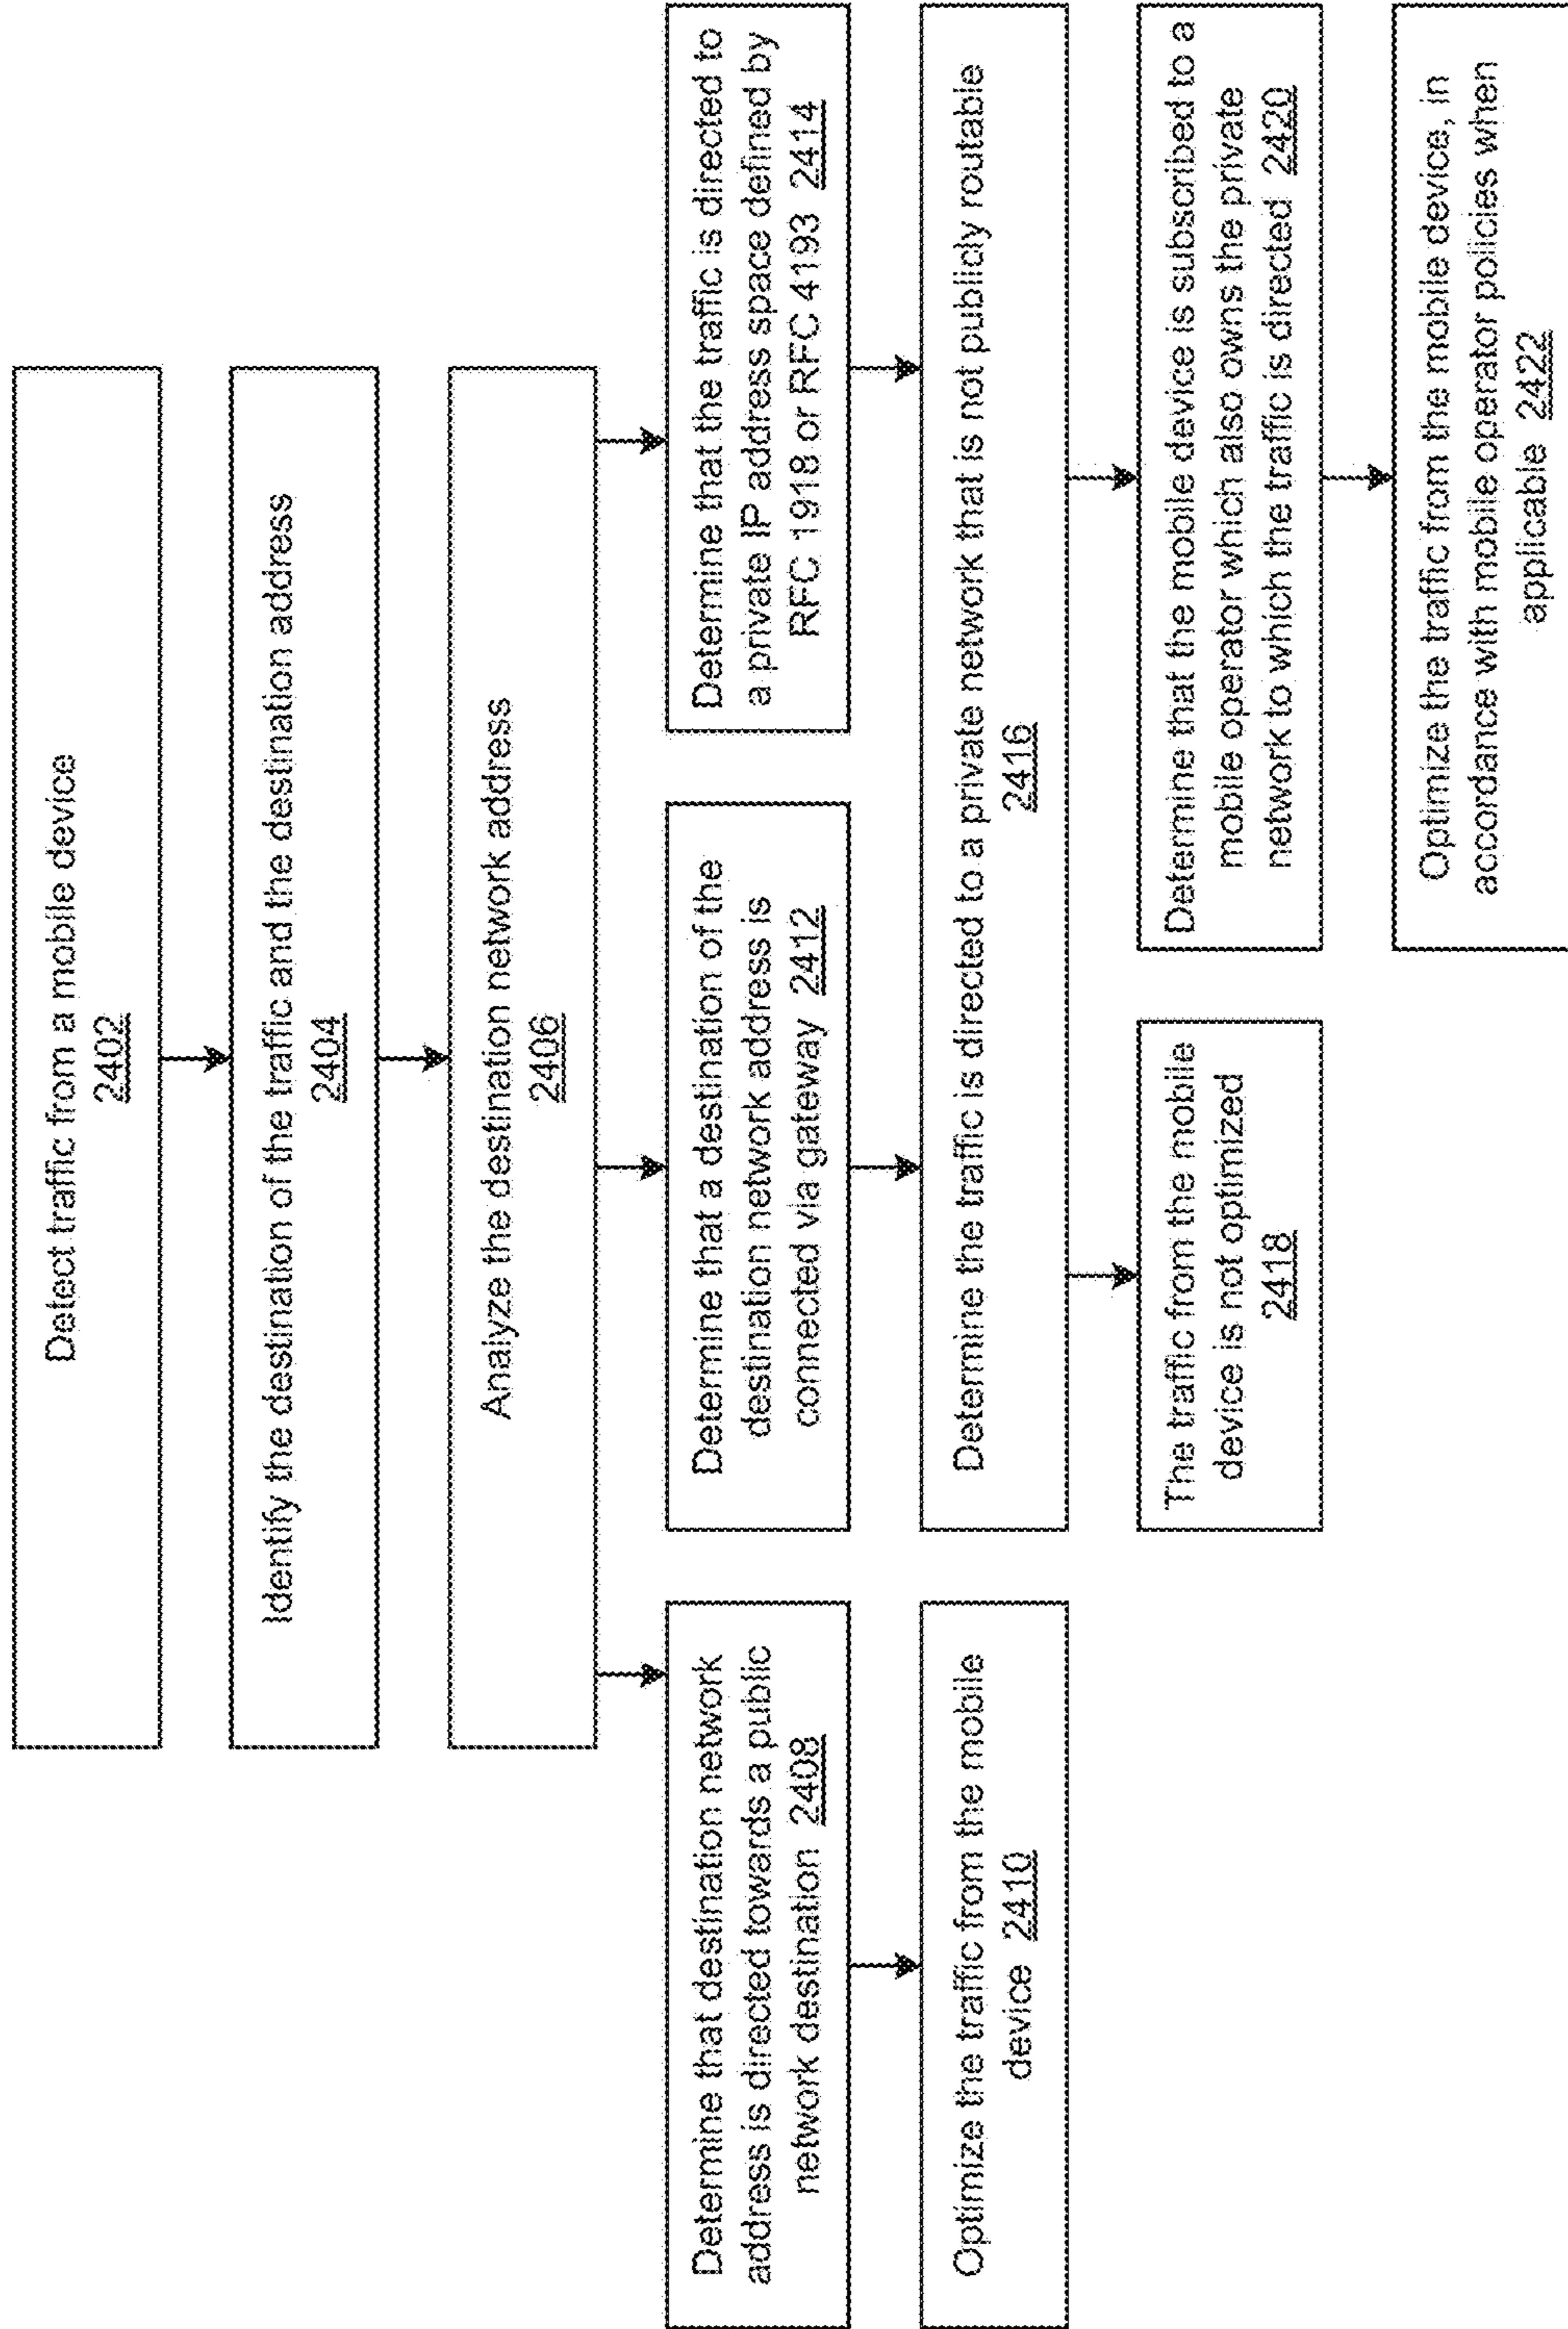 Detect traffic from a mobile device
2402
Identify the destination of the traffic and the destination address
2404
Analyze the destination network address
2406
Determine that destination network
address is directed towards a public
network destination 2408
Determine that a destination of the
destination network address is
connected via gateway 2412
Determine that the traffic is directed to
a private IP address space defined by
RFC 1918 or RFC 4193 2414
Optimize the traffic from the mobile
device 2410
Determine the traffic is directed to a private network that is not publicly routable
2416
The traffic from the mobile
device is not optimized
2418
Determine that the mobile device is subscribed to a
mobile operator which also owns the private
network to which the traffic is directed 2420
Optimize the traffic from the mobile device, in
accordance with mobile operator policies when
applicable 2422